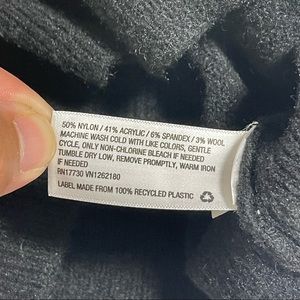 50% NYLON / 41% ACRYLIC / 6% SPANDEX / 3% WOOL
MACHINE WASH COLD WITH LIKE COLORS, GENTLE
CYCLE, ONLY NON-CHLORINE BLEACH IF NEEDED
TUMBLE DRY LOW, REMOVE PROMPTLY, WARM IRON
IF NEEDED
RN17730 VN1262180
LABEL MADE FROM 100% RECYCLED PLASTIC